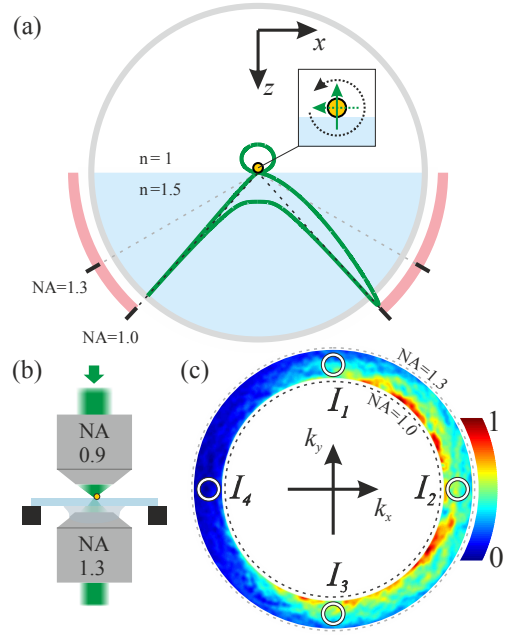 (a)
x
z
n = 1
n = 1.5
NA=1.3
NA=1.0
(b)
NA
0.9
NA
1.3
(c)
NA=1.3
NA=1.0
I1
ky
kx
I2
I3
I4
1
0